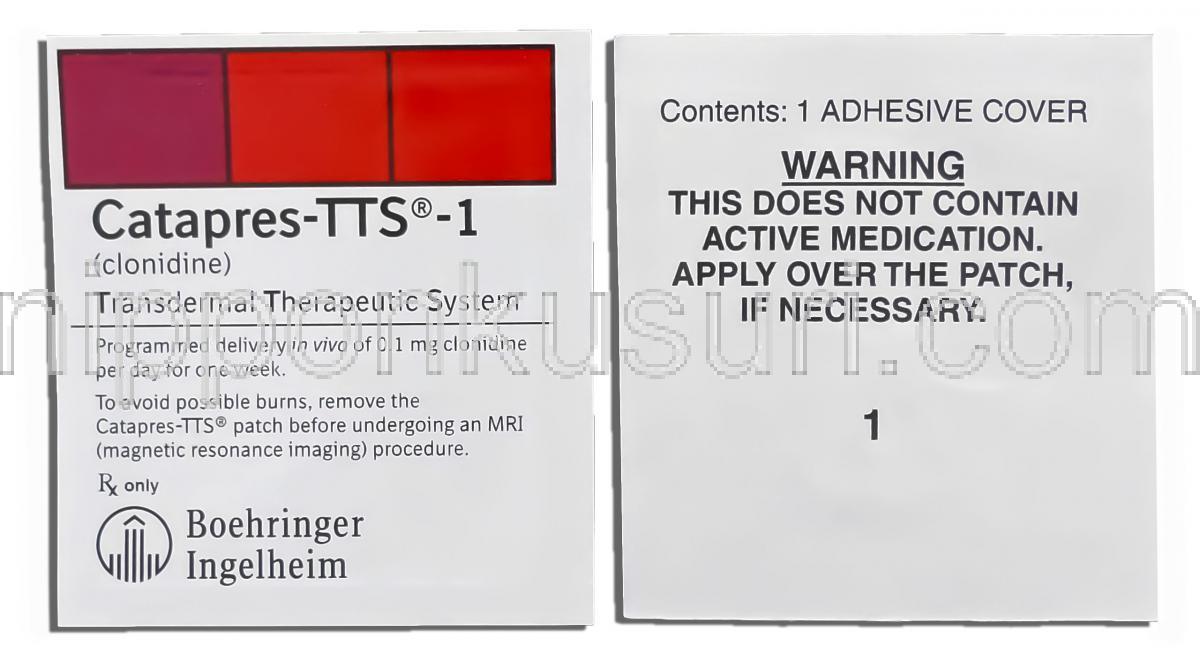 Catapres-TTS®-1
(clonidine)
Transdermal Therapeutic System
Programmed delivery in vivo of 0.1 mg clonidine
per day for one week.
To avoid possible burns, remove the
Catapres-TTS® patch before undergoing an MRI
(magnetic resonance imaging) procedure.
Rx only
Boehringer
Ingelheim
Contents: 1 ADHESIVE COVER
WARNING
THIS DOES NOT CONTAIN
ACTIVE MEDICATION.
APPLY OVER THE PATCH,
IF NECESSARY.
1
nipponkusuri.com